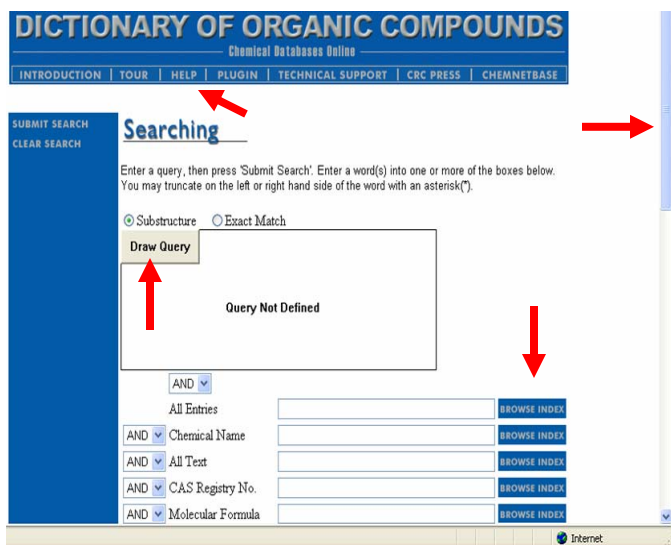 DICTIONARY OF ORGANIC COMPOUNDS
Chemical Databases Online
INTRODUCTION | TOUR | HELP | PLUGIN | TECHNICAL SUPPORT | CRC PRESS | CHEMNETBASE
SUBMIT SEARCH
CLEAR SEARCH
Searching
Enter a query, then press 'Submit Search'. Enter a word(s) into one or more of the boxes below.
You may truncate on the left or right hand side of the word with an asterisk(*).
Substructure Exact Match
Draw Query
Query Not Defined
AND
All Entries BROWSE INDEX
AND Chemical Name BROWSE INDEX
AND All Text BROWSE INDEX
AND CAS Registry No. BROWSE INDEX
AND Molecular Formula BROWSE INDEX
Internet